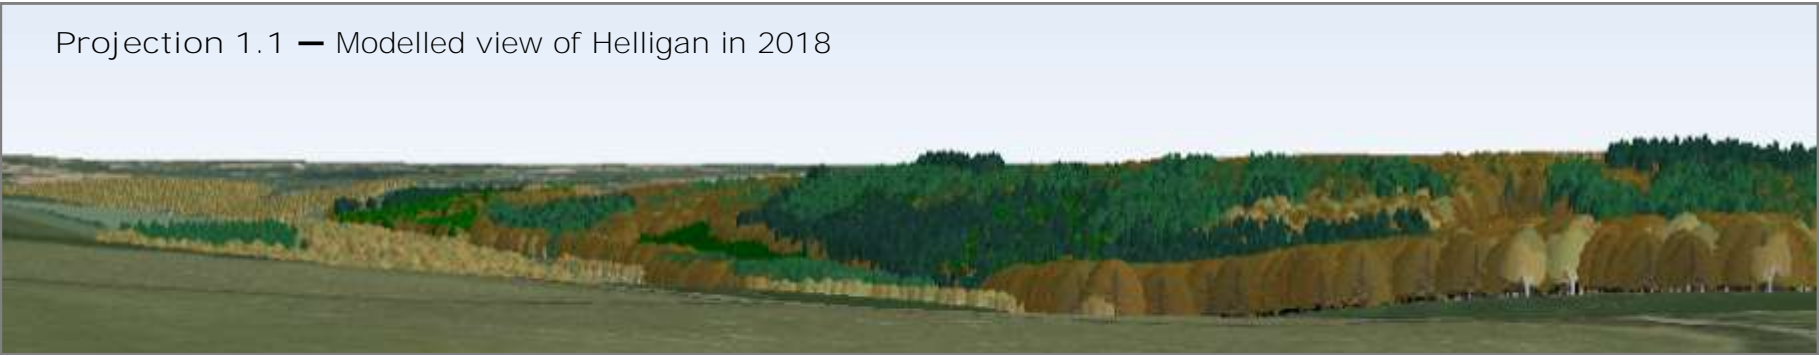 Projection 1.1 – Modelled view of Helligan in 2018